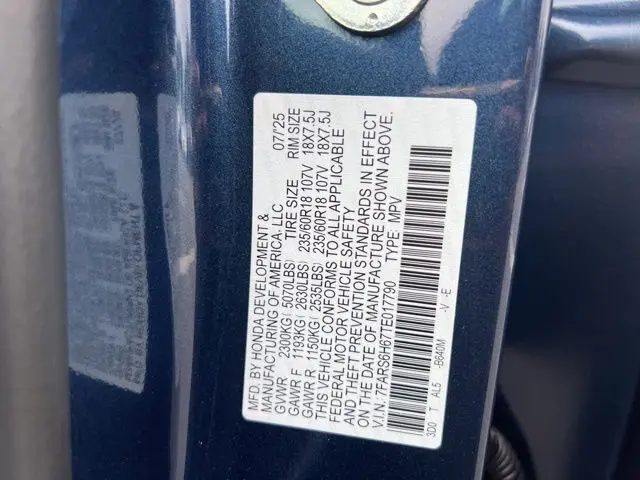 MFD. BY HONDA DEVELOPMENT & 07/'25
MANUFACTURING OF AMERICA, LLC
TIRE SIZE RIM SIZE
GVWR 2300KG( 5070LBS) 235/60R18 107V 18X7.5J
GAWR F 1193KG( 2630LBS) 235/60R18 107V 18X7.5J
GAWR R 1150KG( 2535LBS)
THIS VEHICLE CONFORMS TO ALL APPLICABLE
FEDERAL MOTOR VEHICLE SAFETY
AND THEFT PREVENTION STANDARDS IN EFFECT
ON THE DATE OF MANUFACTURE SHOWN ABOVE.
V.I.N.: 7FARS6H67TE017790 TYPE: MPV
3D0 T AL5 -B640M -V -E